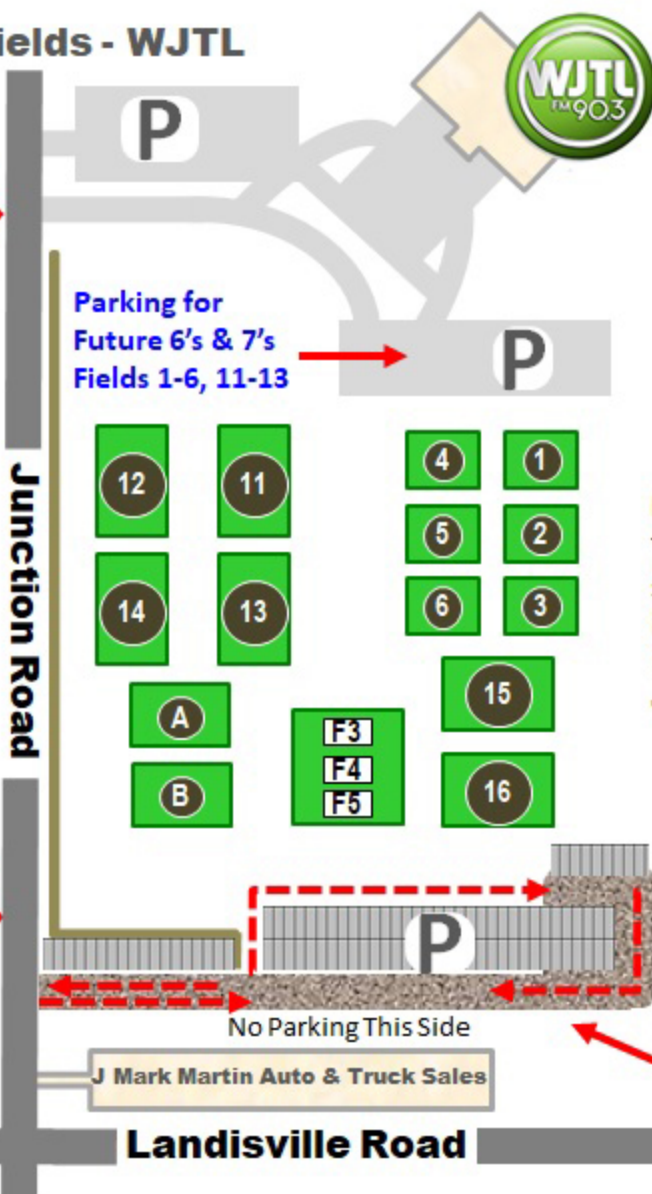 ields - WJTL
WJTL
FM 90.3
P
Parking for
Future 6's & 7's
Fields 1-6, 11-13
P
12
11
4
1
5
2
14
13
6
3
Junction Road
A
15
F3
F4
F5
B
16
P
No Parking This Side
J Mark Martin Auto & Truck Sales
Landisville Road